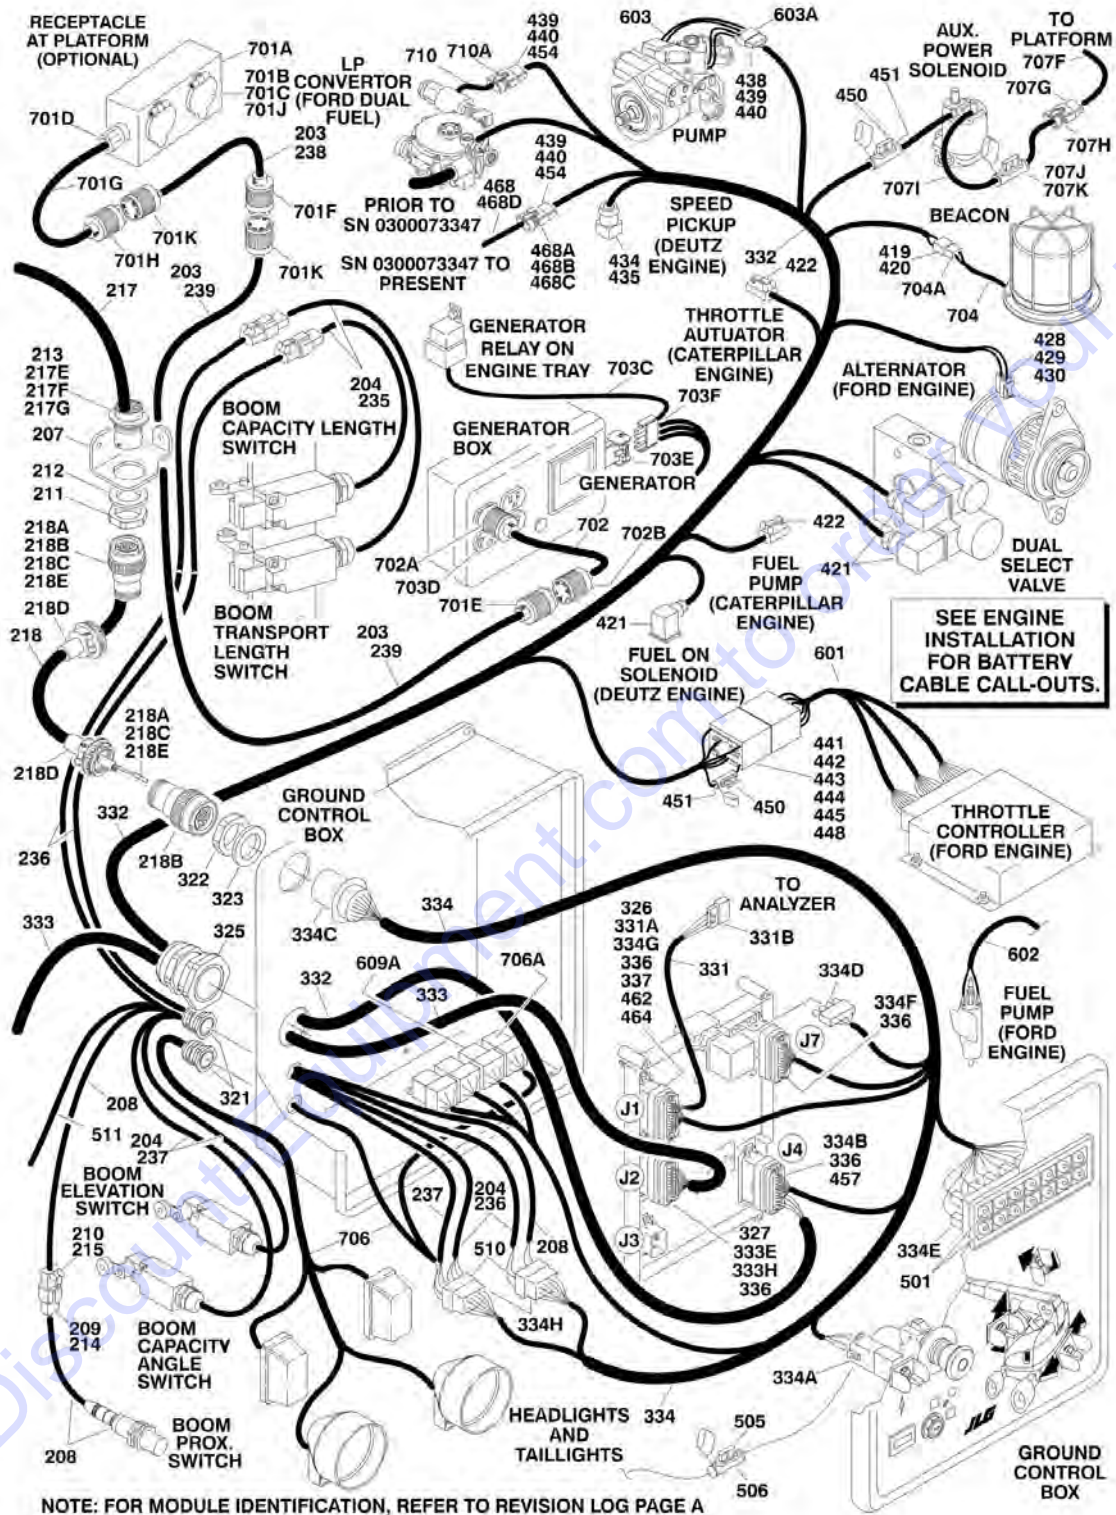 RECEPTACLE
AT PLATFORM
(OPTIONAL)
701A
701B
701C
701J
701D
701G
701H
701K
203
238
701F
701K
LP
CONVERTOR
(FORD DUAL
FUEL)
710
710A
439
440
454
603
603A
438
439
440
PUMP
AUX.
POWER
SOLENOID
451
450
TO
PLATFORM
707F
707G
707H
707I
707J
707K
439
440
454
468
468D
PRIOR TO
SN 0300073347
SN 0300073347 TO
PRESENT
468A
468B
468C
434
435
SPEED
PICKUP
(DEUTZ
ENGINE)
332
422
BEACON
419
420
704A
704
217
203
239
213
217E
217F
217G
207
212
211
218A
218B
218C
218E
218D
218
204
235
BOOM
CAPACITY LENGTH
SWITCH
BOOM
TRANSPORT
LENGTH
SWITCH
GENERATOR
RELAY ON
ENGINE TRAY
703C
703F
GENERATOR
BOX
703E
GENERATOR
702
702B
702A
703D
701E
203
239
THROTTLE
AUTUATOR
(CATERPILLAR
ENGINE)
ALTERNATOR
(FORD ENGINE)
428
429
430
422
FUEL
PUMP
(CATERPILLAR
ENGINE)
421
DUAL
SELECT
VALVE
421
FUEL ON
SOLENOID
(DEUTZ ENGINE)
SEE ENGINE
INSTALLATION
FOR BATTERY
CABLE CALL-OUTS.
601
451
450
441
442
443
444
445
448
THROTTLE
CONTROLLER
(FORD ENGINE)
218A
218C
218E
218D
236
332
218B
322
323
GROUND
CONTROL
BOX
334C
334
333
325
321
332
609A
333
706A
TO
ANALYZER
331B
326
331A
334G
336
337
462
464
331
334D
334F
336
J7
J1
J2
J3
J4
334B
336
457
327
333E
333H
336
602
FUEL
PUMP
(FORD
ENGINE)
208
511
204
237
BOOM
ELEVATION
SWITCH
210
215
209
214
BOOM
CAPACITY
ANGLE
SWITCH
208
BOOM
PROX.
SWITCH
706
237
204
236
510
208
334H
334
HEADLIGHTS
AND
TAILLIGHTS
334E
501
334A
505
506
JLG
GROUND
CONTROL
BOX
NOTE: FOR MODULE IDENTIFICATION, REFER TO REVISION LOG PAGE A
Discount-Equipment.com to order your